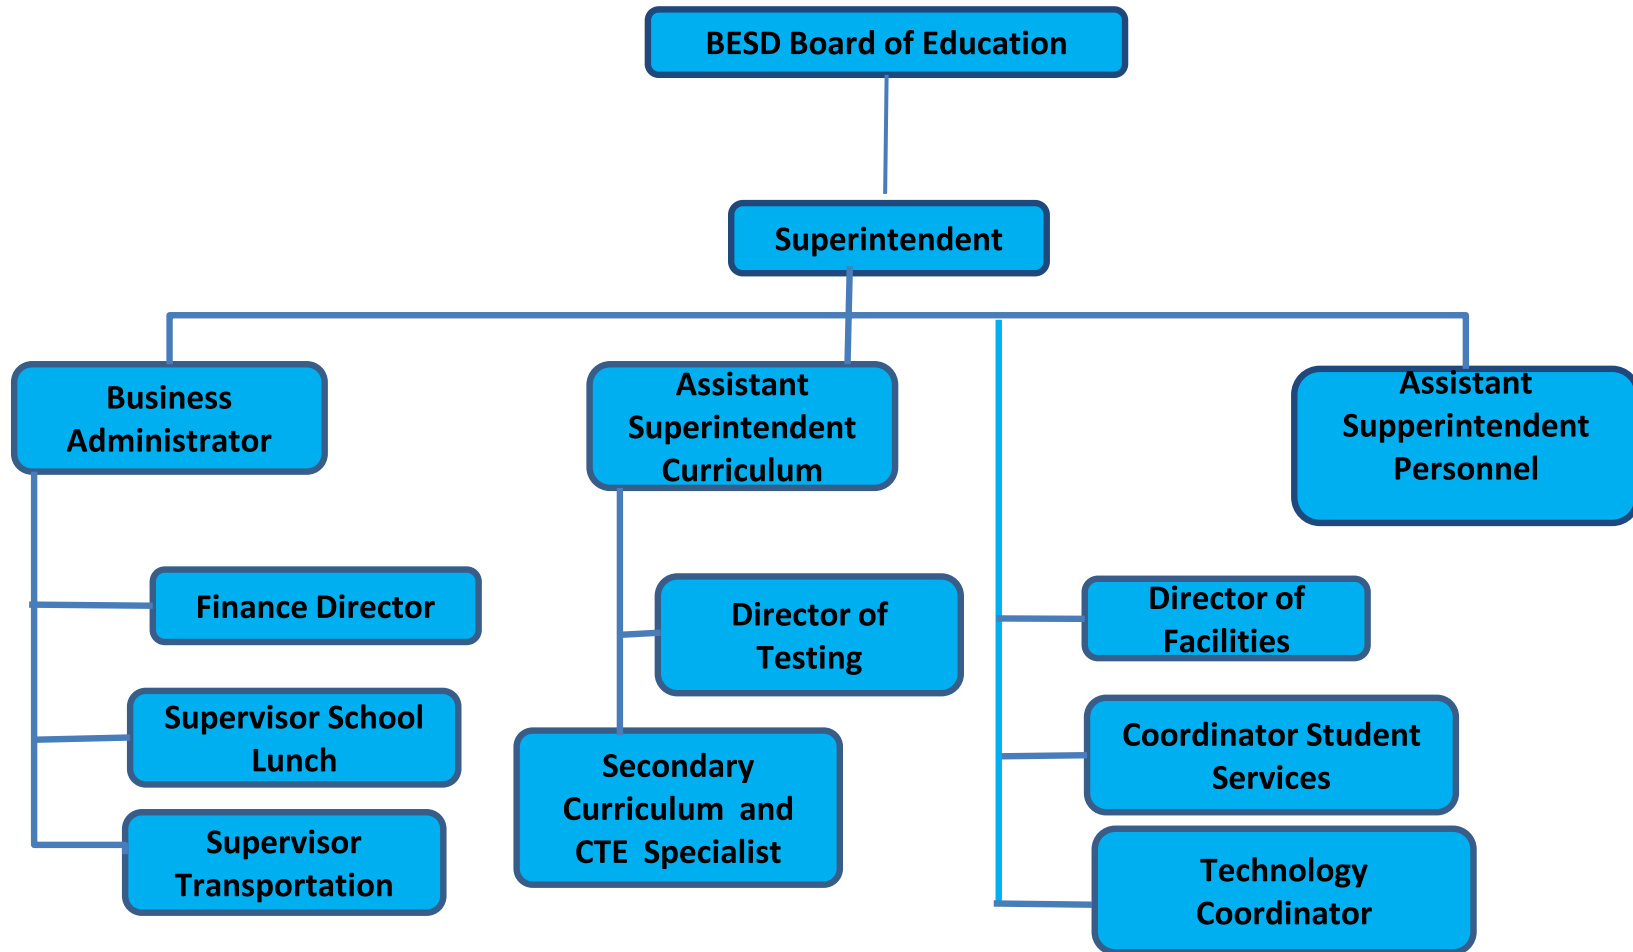 BESD Board of Education
Superintendent
Business
Administrator
Assistant
Superintendent
Curriculum
Assistant
Supperintendent
Personnel
Finance Director
Director of
Testing
Director of
Facilities
Supervisor School
Lunch
Secondary
Curriculum  and
CTE  Specialist
Coordinator Student
Services
Supervisor
Transportation
Technology
Coordinator